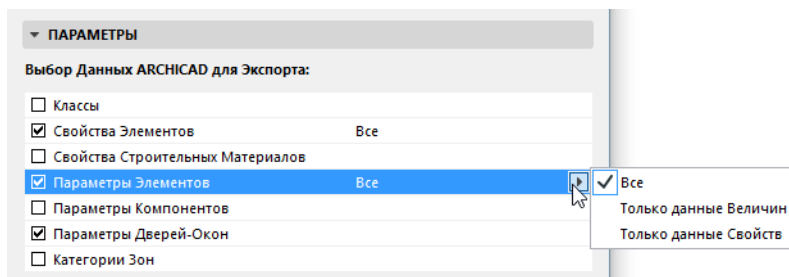 ПАРАМЕТРЫ
Выбор Данных ARCHICAD для Экспорта:
Классы
Свойства Элементов Все
Свойства Строительных Материалов
Параметры Элементов Все
Все
Параметры Компонентов
Только данные Величин
Параметры Дверей-Окон
Только данные Свойств
Категории Зон